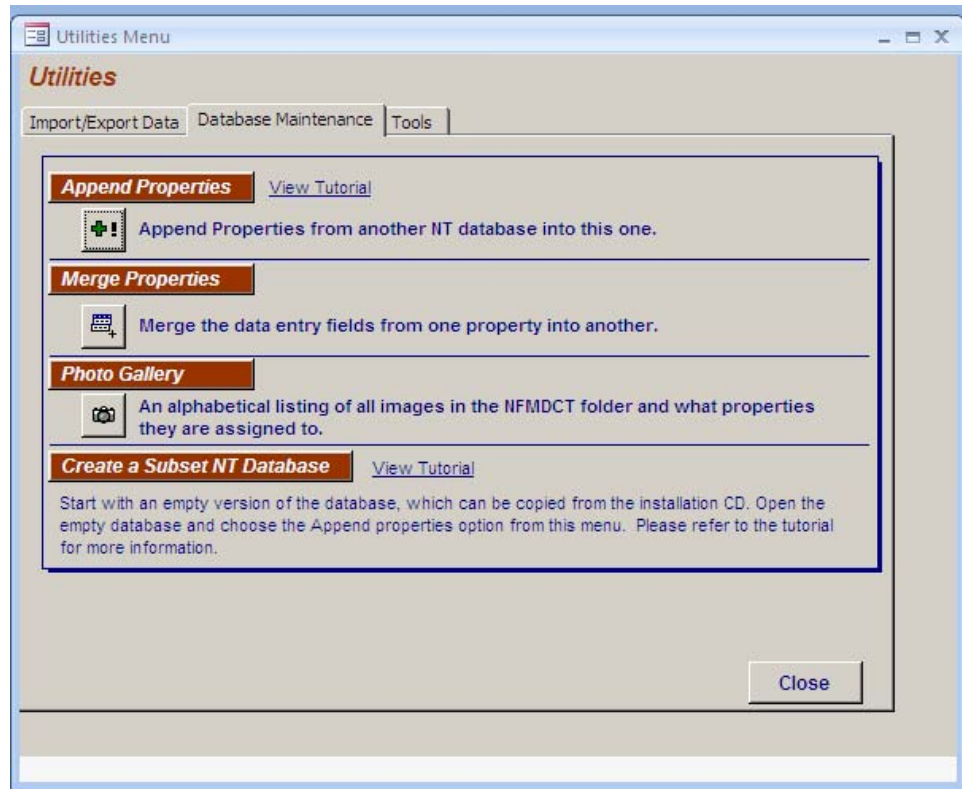 Utilities Menu
Utilities
Import/Export Data Database Maintenance Tools
Append Properties View Tutorial
Append Properties from another NT database into this one.
Merge Properties
Merge the data entry fields from one property into another.
Photo Gallery
An alphabetical listing of all images in the NFMDCT folder and what properties
they are assigned to.
Create a Subset NT Database View Tutorial
Start with an empty version of the database, which can be copied from the installation CD. Open the
empty database and choose the Append properties option from this menu. Please refer to the tutorial
for more information.
Close